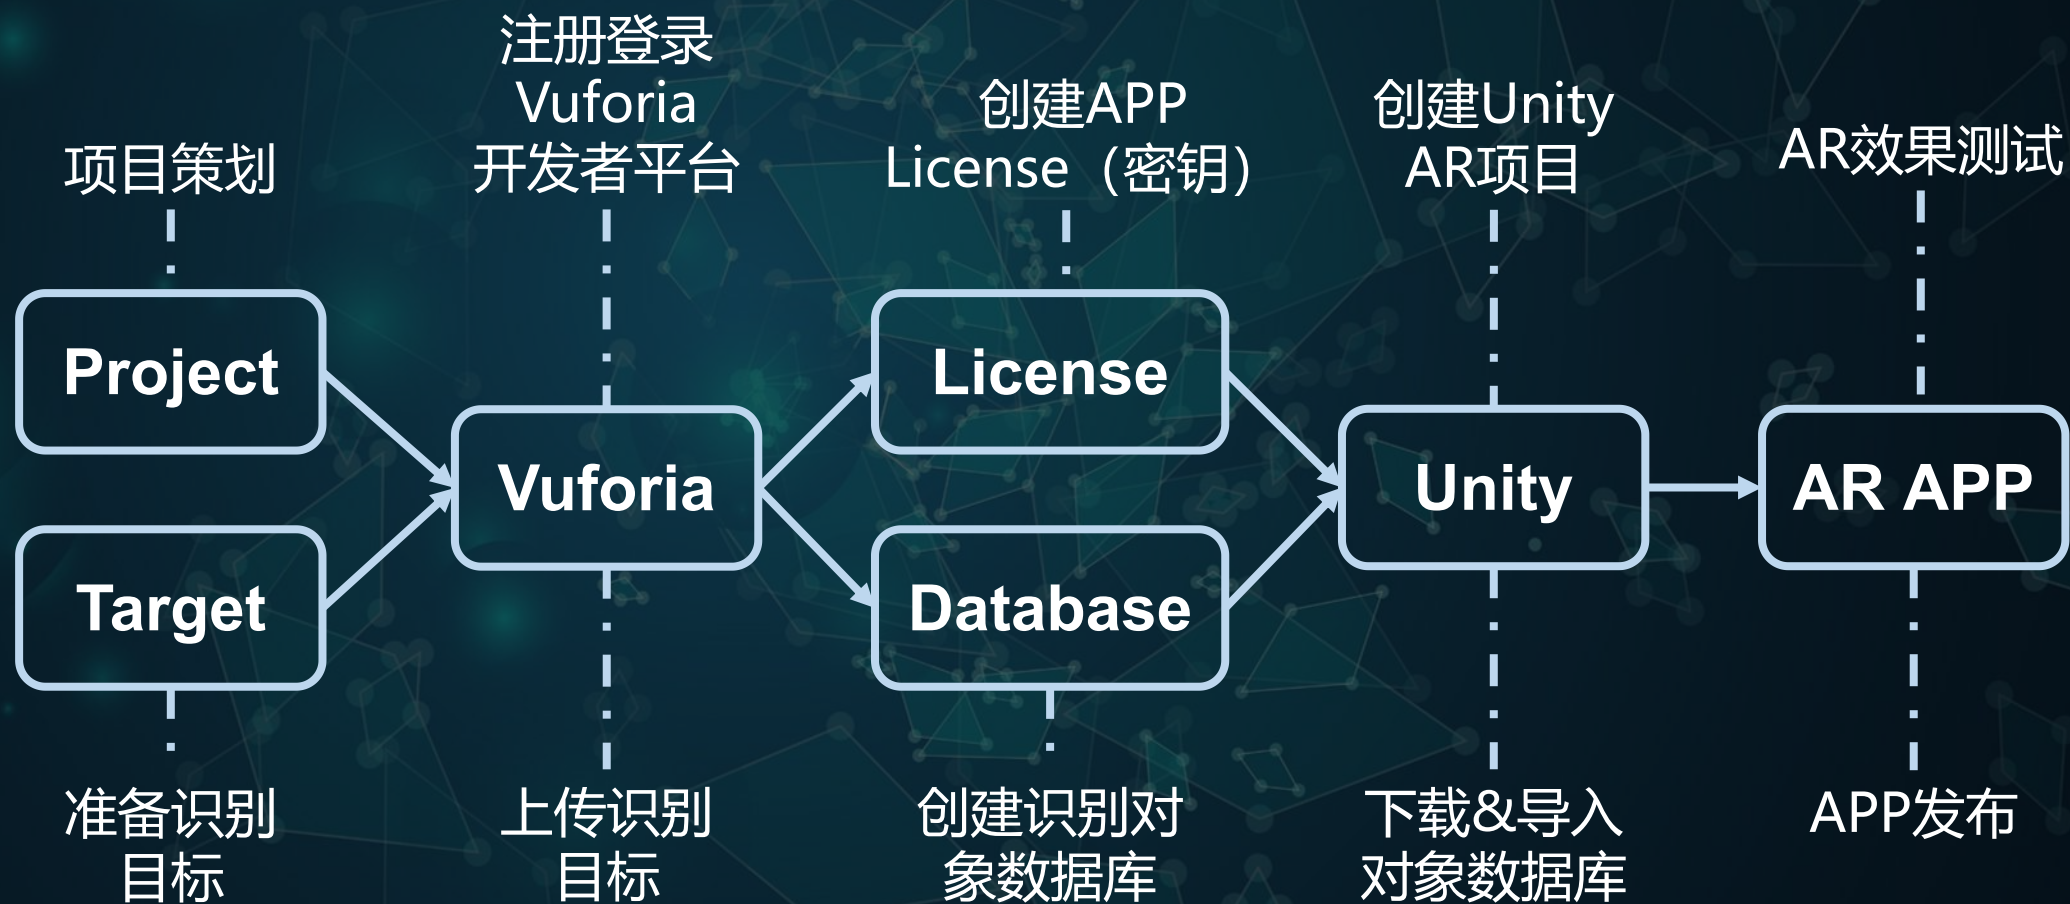 项目策划
注册登录
Vuforia
开发者平台
创建APP
License（密钥）
创建Unity
AR项目
AR效果测试
Project
Target
Vuforia
License
Database
Unity
AR APP
准备识别
目标
上传识别
目标
创建识别对
象数据库
下载&导入
对象数据库
APP发布